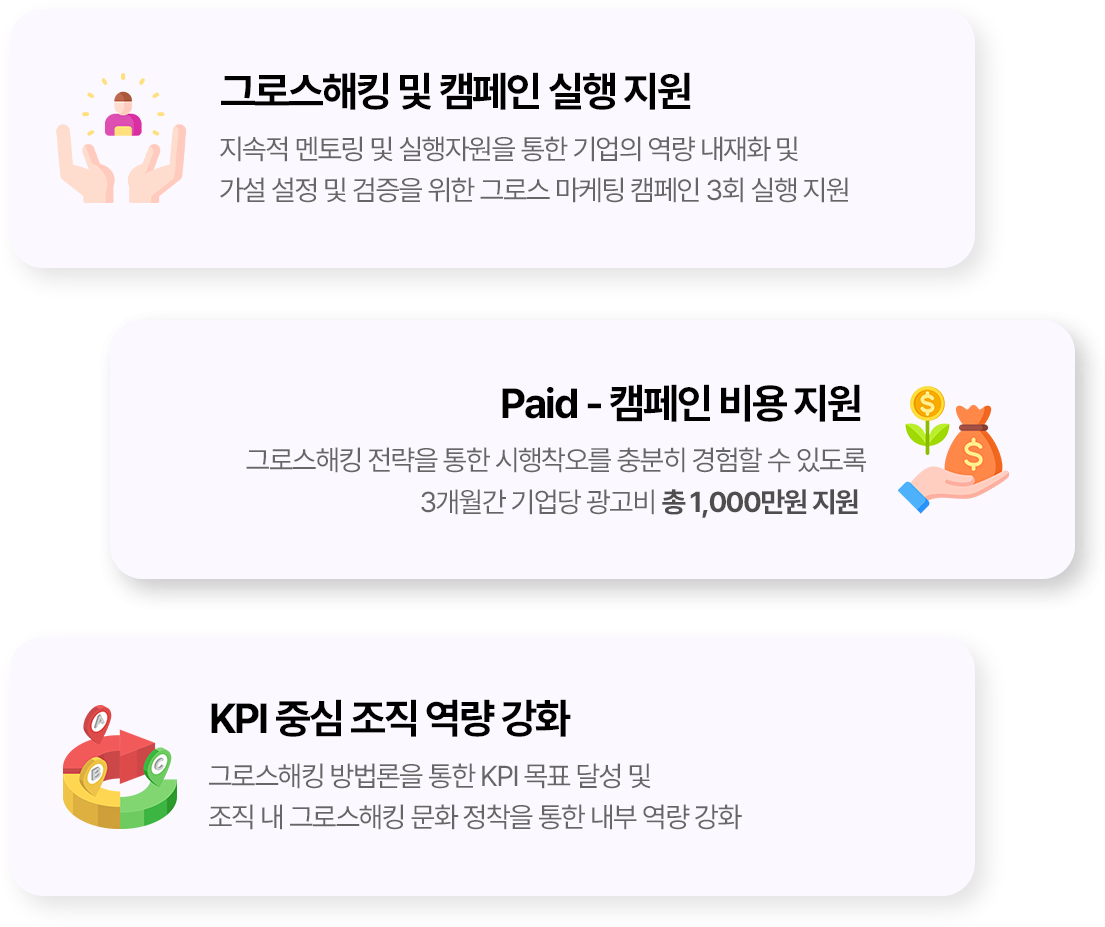 그로스해킹 및 캠페인 실행 지원
지속적 멘토링 및 실행자원을 통한 기업의 역량 내재화 및
가설 설정 및 검증을 위한 그로스 마케팅 캠페인 3회 실행 지원
Paid - 캠페인 비용 지원
그로스해킹 전략을 통한 시행착오를 충분히 경험할 수 있도록
3개월간 기업당 광고비 총 1,000만원 지원
KPI 중심 조직 역량 강화
그로스해킹 방법론을 통한 KPI 목표 달성 및
조직 내 그로스해킹 문화 정착을 통한 내부 역량 강화
$
$
A
B
C